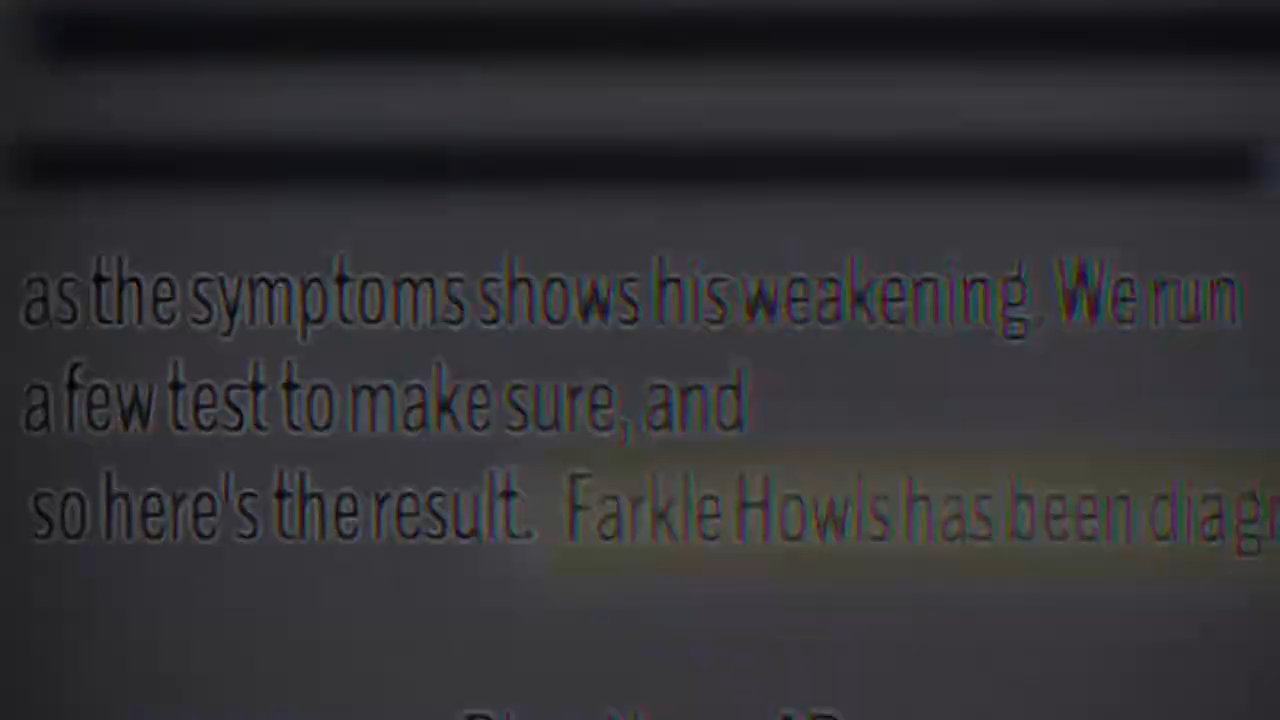 as the symptoms shows his weakening. We run
a few test to make sure, and
so here's the result. Farkle Howls has been